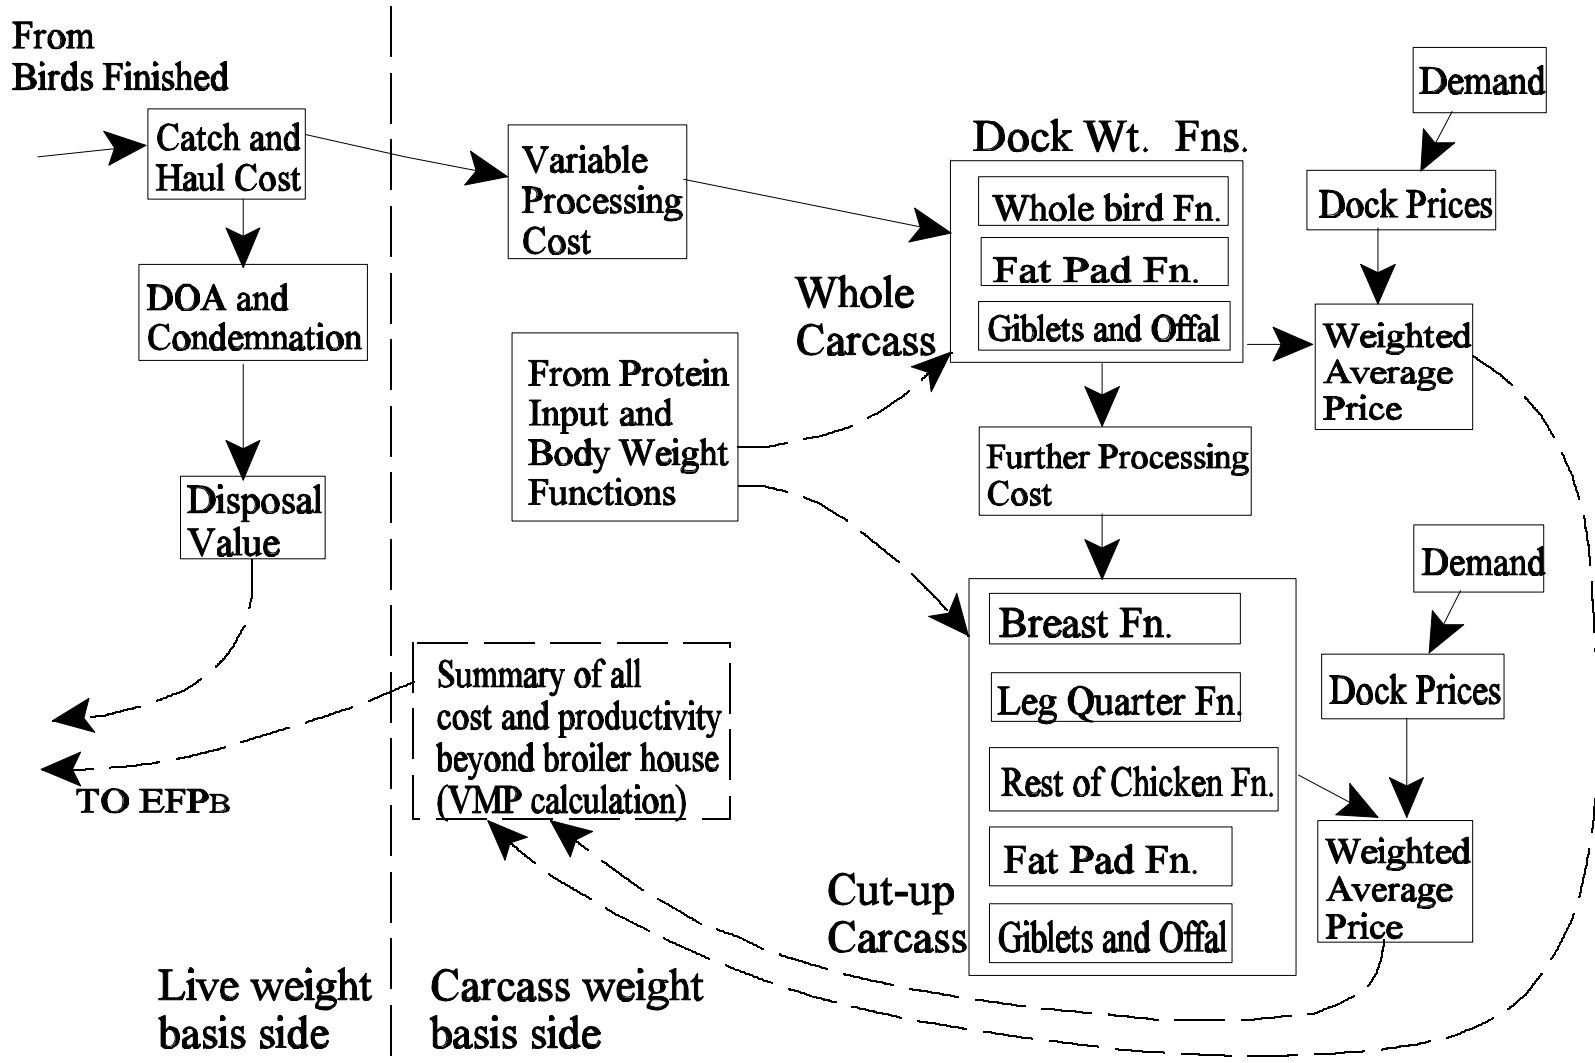 From
Birds Finished
Catch and
Haul Cost
DOA and
Condemnation
Disposal
Value
TO EFPB
Live weight
basis side
Variable
Processing
Cost
From Protein
Input and
Body Weight
Functions
Summary of all
cost and productivity
beyond broiler house
(VMP calculation)
Carcass weight
basis side
Dock Wt. Fns.
Whole bird Fn.
Fat Pad Fn.
Giblets and Offal
Whole
Carcass
Further Processing
Cost
Breast Fn.
Leg Quarter Fn.
Rest of Chicken Fn.
Fat Pad Fn.
Giblets and Offal
Cut-up
Carcass
Demand
Dock Prices
Weighted
Average
Price
Demand
Dock Prices
Weighted
Average
Price